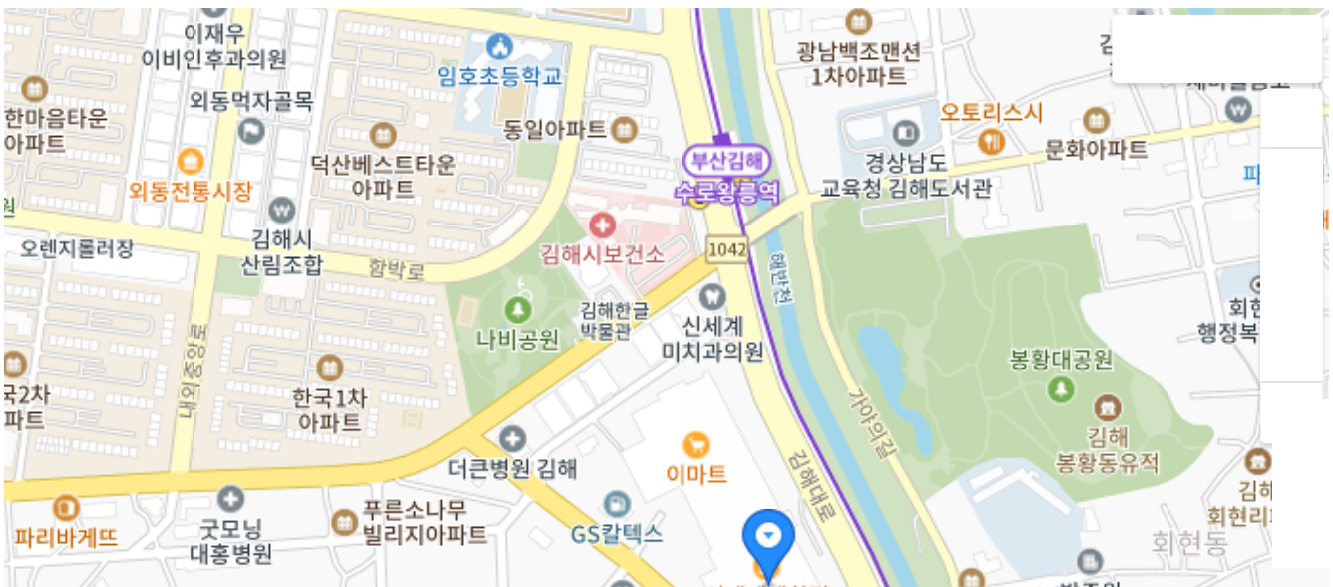 이재우
이비인후과의원
임호초등학교
광남백조맨션
1차아파트
한마음타운
아파트
외동먹자골목
동일아파트
오토리스시
문화아파트
덕산베스트타운
아파트
외동전통시장
부산김해
수로왕릉역
경상남도
교육청 김해도서관
오렌지롤러장
김해시
산림조합
함박로
김해시보건소
1042
해반천
나비공원
김해한글
박물관
신세계
미치과의원
내외중앙로
한국1차
아파트
국2차
파트
봉황대공원
가야의길
김해
봉황동유적
회현
행정복
더큰병원 김해
이마트
김해대로
파리바게뜨
굿모닝
대흥병원
푸른소나무
빌리지아파트
GS칼텍스
김해
회현리
회현동